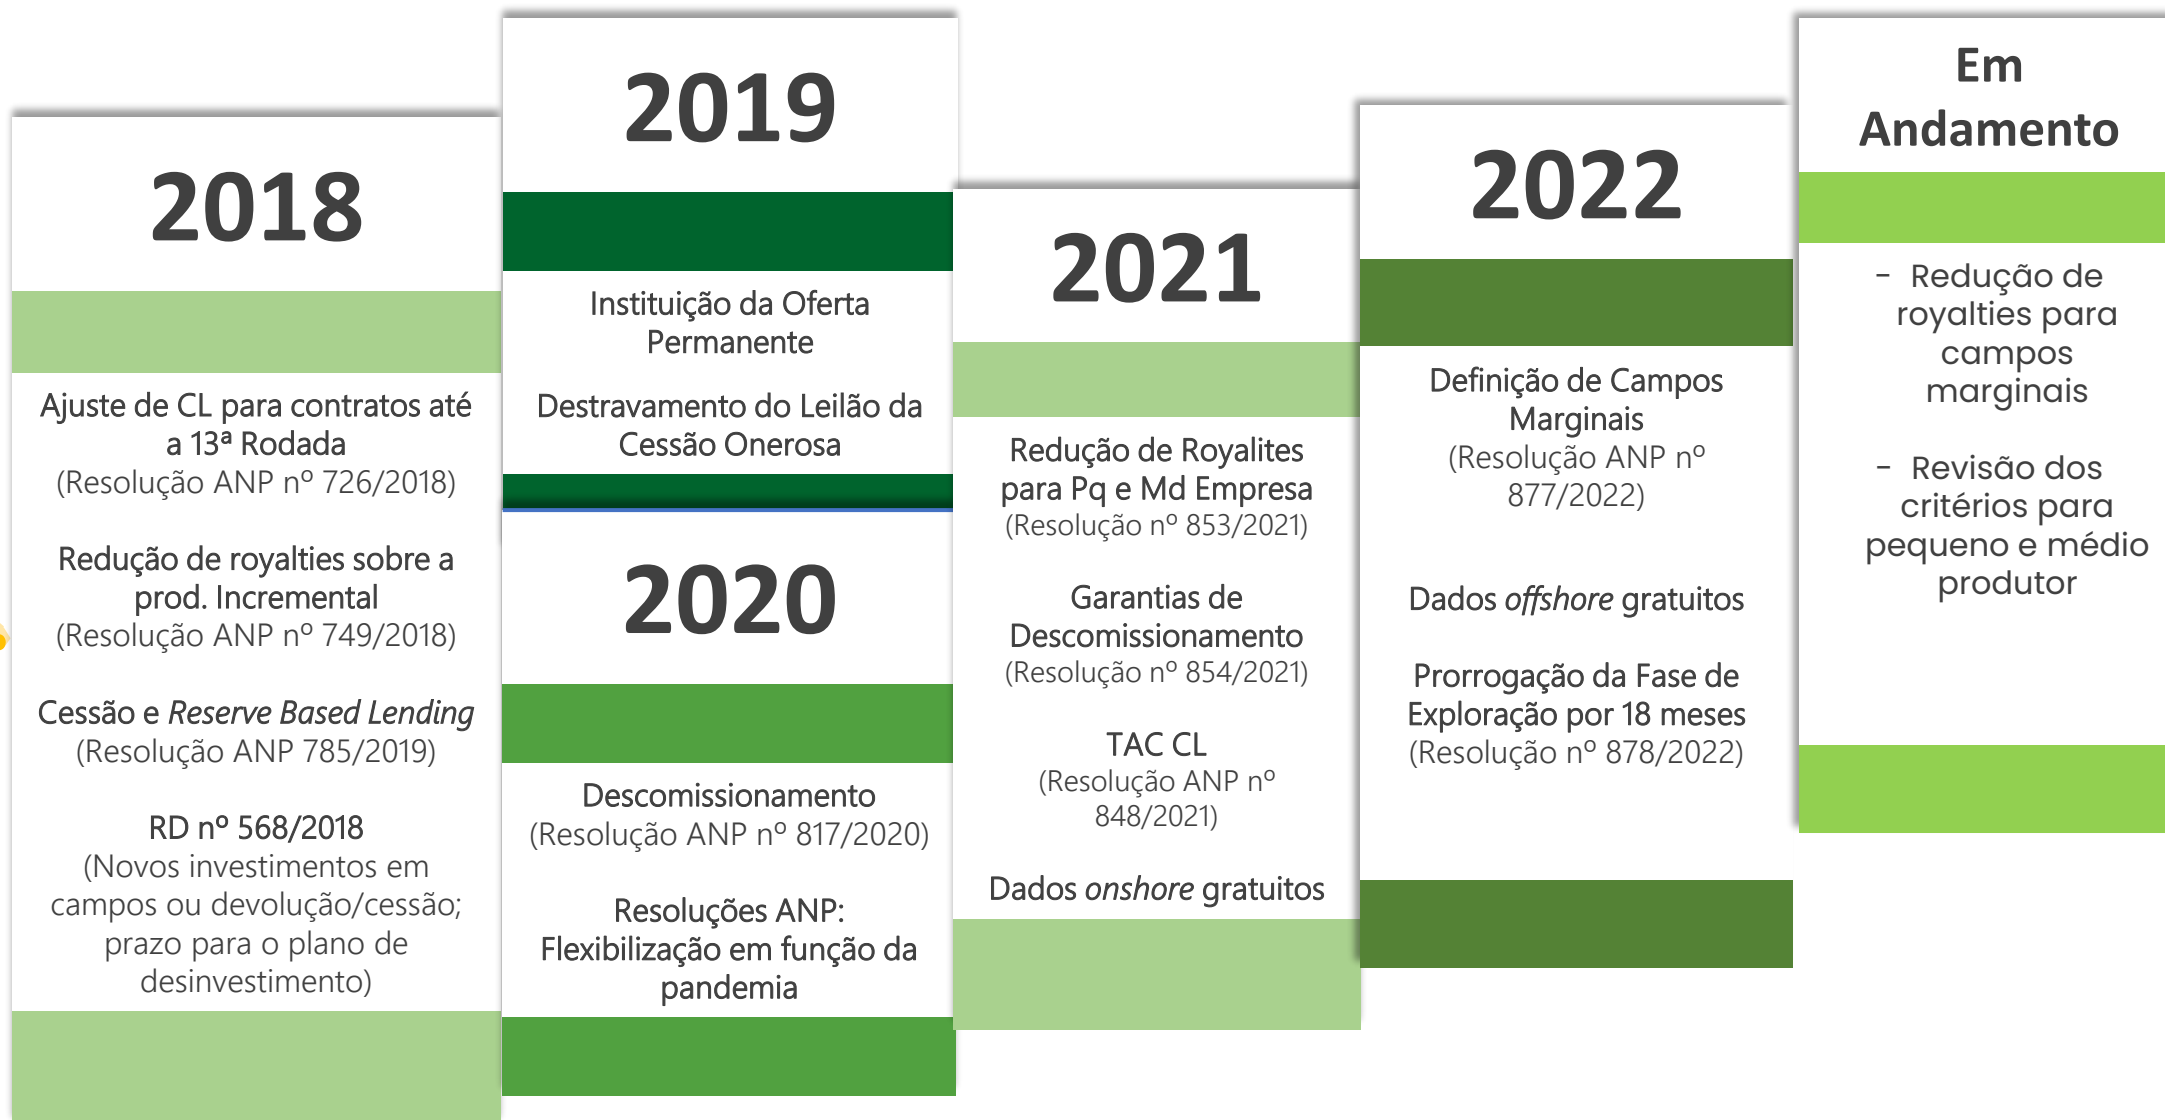 2018
Ajuste de CL para contratos até
a 13ª Rodada
(Resolução ANP nº 726/2018)
Redução de royalties sobre a
prod. Incremental
(Resolução ANP nº 749/2018)
Cessão e Reserve Based Lending
(Resolução ANP 785/2019)
RD nº 568/2018
(Novos investimentos em
campos ou devolução/cessão;
prazo para o plano de
desinvestimento)
2019
Instituição da Oferta
Permanente
Destravamento do Leilão da
Cessão Onerosa
2020
Descomissionamento
(Resolução ANP nº 817/2020)
Resoluções ANP:
Flexibilização em função da
pandemia
2021
Redução de Royalites
para Pq e Md Empresa
(Resolução nº 853/2021)
Garantias de
Descomissionamento
(Resolução nº 854/2021)
TAC CL
(Resolução ANP nº
848/2021)
Dados onshore gratuitos
2022
Definição de Campos
Marginais
(Resolução ANP nº
877/2022)
Dados offshore gratuitos
Prorrogação da Fase de
Exploração por 18 meses
(Resolução nº 878/2022)
Em
Andamento
- Redução de
royalties para
campos
marginais
- Revisão dos
critérios para
pequeno e médio
produtor